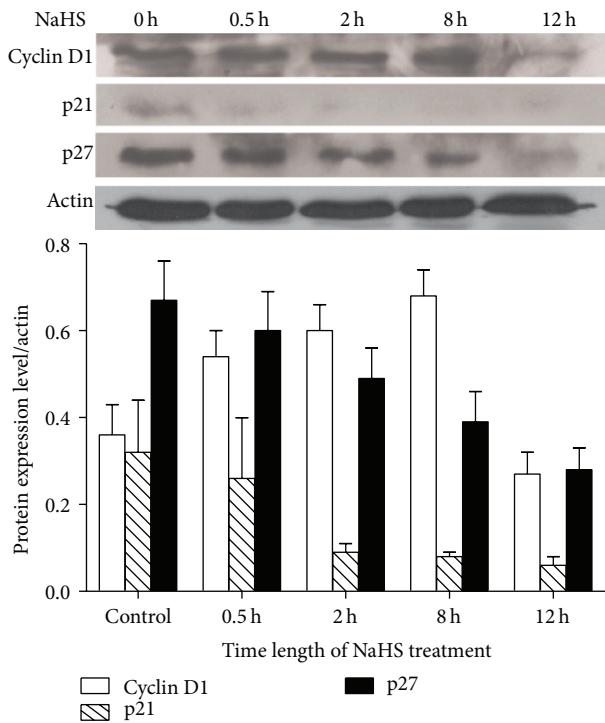 NaHS 0 h 0.5 h 2 h 8 h 12 h
Cyclin D1
p21
p27
Actin
Protein expression level/actin
0.8
0.6
0.4
0.2
0.0
Control 0.5 h 2 h 8 h 12 h
Time length of NaHS treatment
Cyclin D1 p27
p21